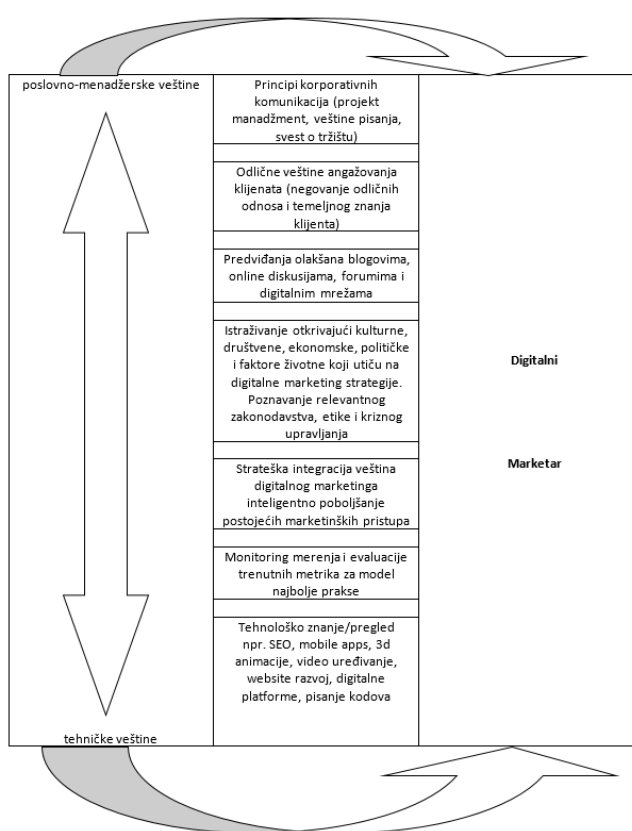 poslovno-menadžerske veštine
Principi korporativnih
komunikacija (projekt
manadžment, veštine pisanja,
svest o tržištu)
Odlične veštine angažovanja
klijenata (negovanje odličnih
odnosa i temeljnog znanja
klijenta)
Predviđanja olakšana blogovima,
online diskusijama, forumima i
digitalnim mrežama
Istraživanje otkrivajući kulturne,
društvene, ekonomske, političke
i faktore životne koji utiču na
digitalne marketing strategije.
Poznavanje relevantnog
zakonodavstva, etike i kriznog
upravljanja
Strateška integracija veština
digitalnog marketinga
inteligentno poboljšanje
postojećih marketinških pristupa
Monitoring merenja i evaluacije
trenutnih metrika za model
najbolje prakse
Tehnološko znanje/pregled
npr. SEO, mobile apps, 3d
animacije, video uređivanje,
website razvoj, digitalne
platforme, pisanje kodova
tehničke veštine
Digitalni
Marketar